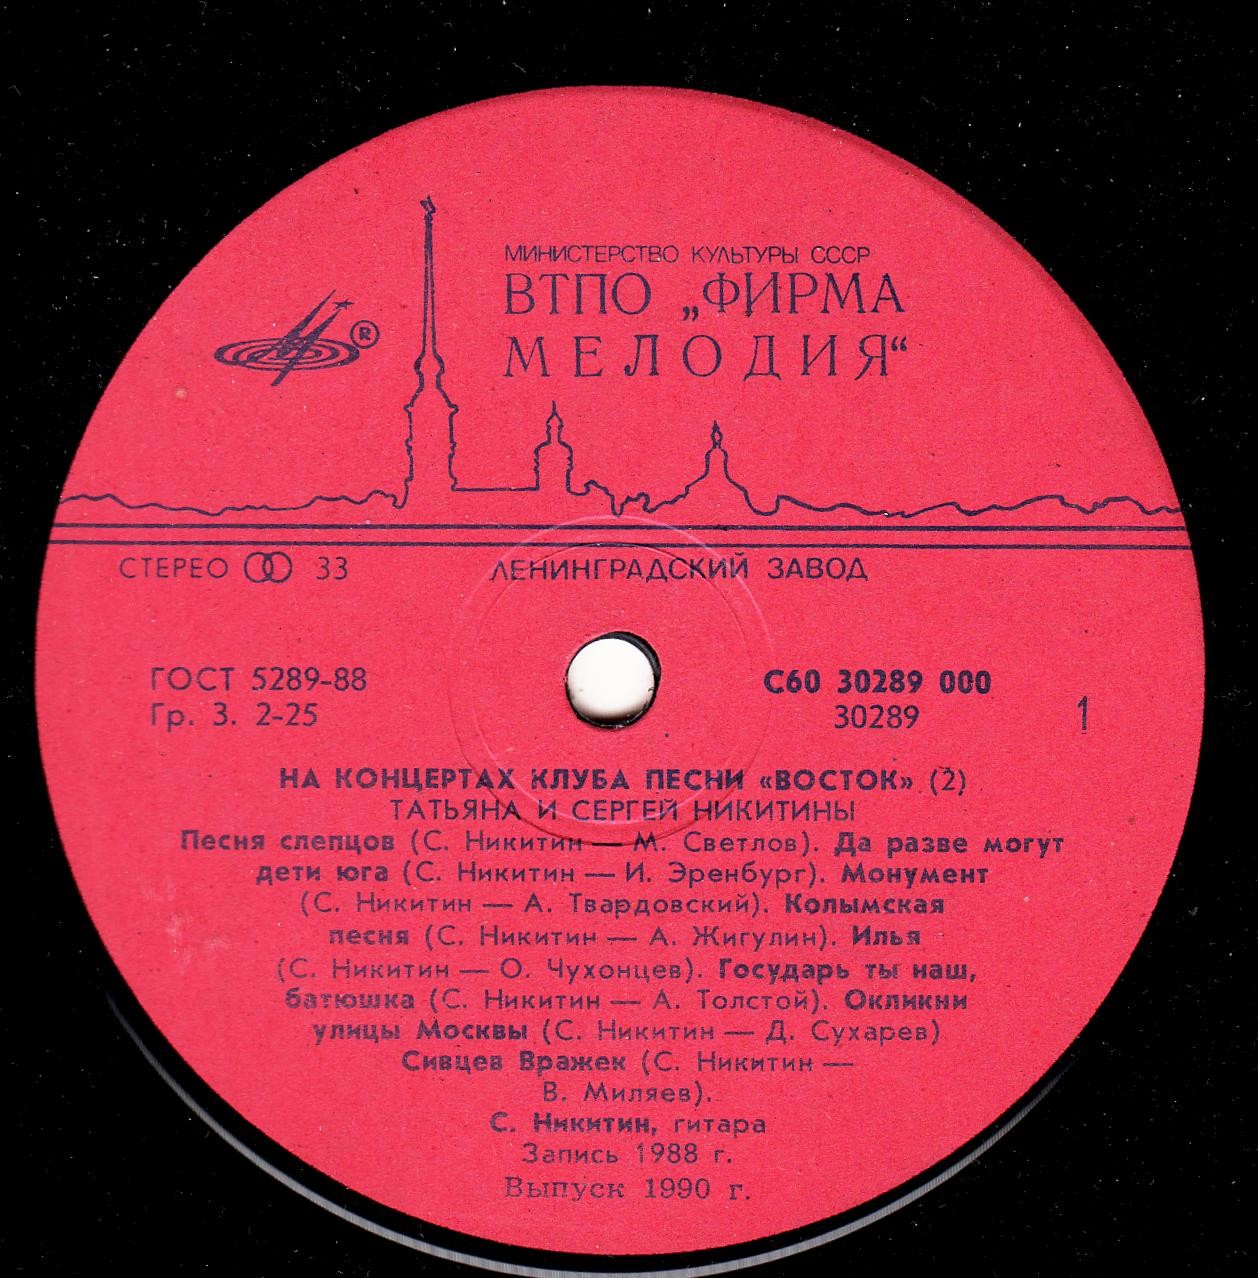 МИНИСТЕРСТВО КУЛЬТУРЫ СССР
ВТПО „ФИРМА
МЕЛОДИЯ“
®
СТЕРЕО 33
ЛЕНИНГРАДСКИЙ ЗАВОД
ГОСТ 5289-88
Гр. 3. 2-25
С60 30289 000
30289
1
НА КОНЦЕРТАХ КЛУБА ПЕСНИ «ВОСТОК» (2)
ТАТЬЯНА И СЕРГЕЙ НИКИТИНЫ
Песня слепцов (С. Никитин — М. Светлов). Да разве могут
дети юга (С. Никитин — И. Эренбург). Монумент
(С. Никитин — А. Твардовский). Колымская
песня (С. Никитин — А. Жигулин). Илья
(С. Никитин — О. Чухонцев). Государь ты наш,
батюшка (С. Никитин — А. Толстой). Окликни
улицы Москвы (С. Никитин — Д. Сухарев)
Сивцев Вражек (С. Никитин —
В. Миляев).
С. Никитин, гитара
Запись 1988 г.
Выпуск 1990 г.